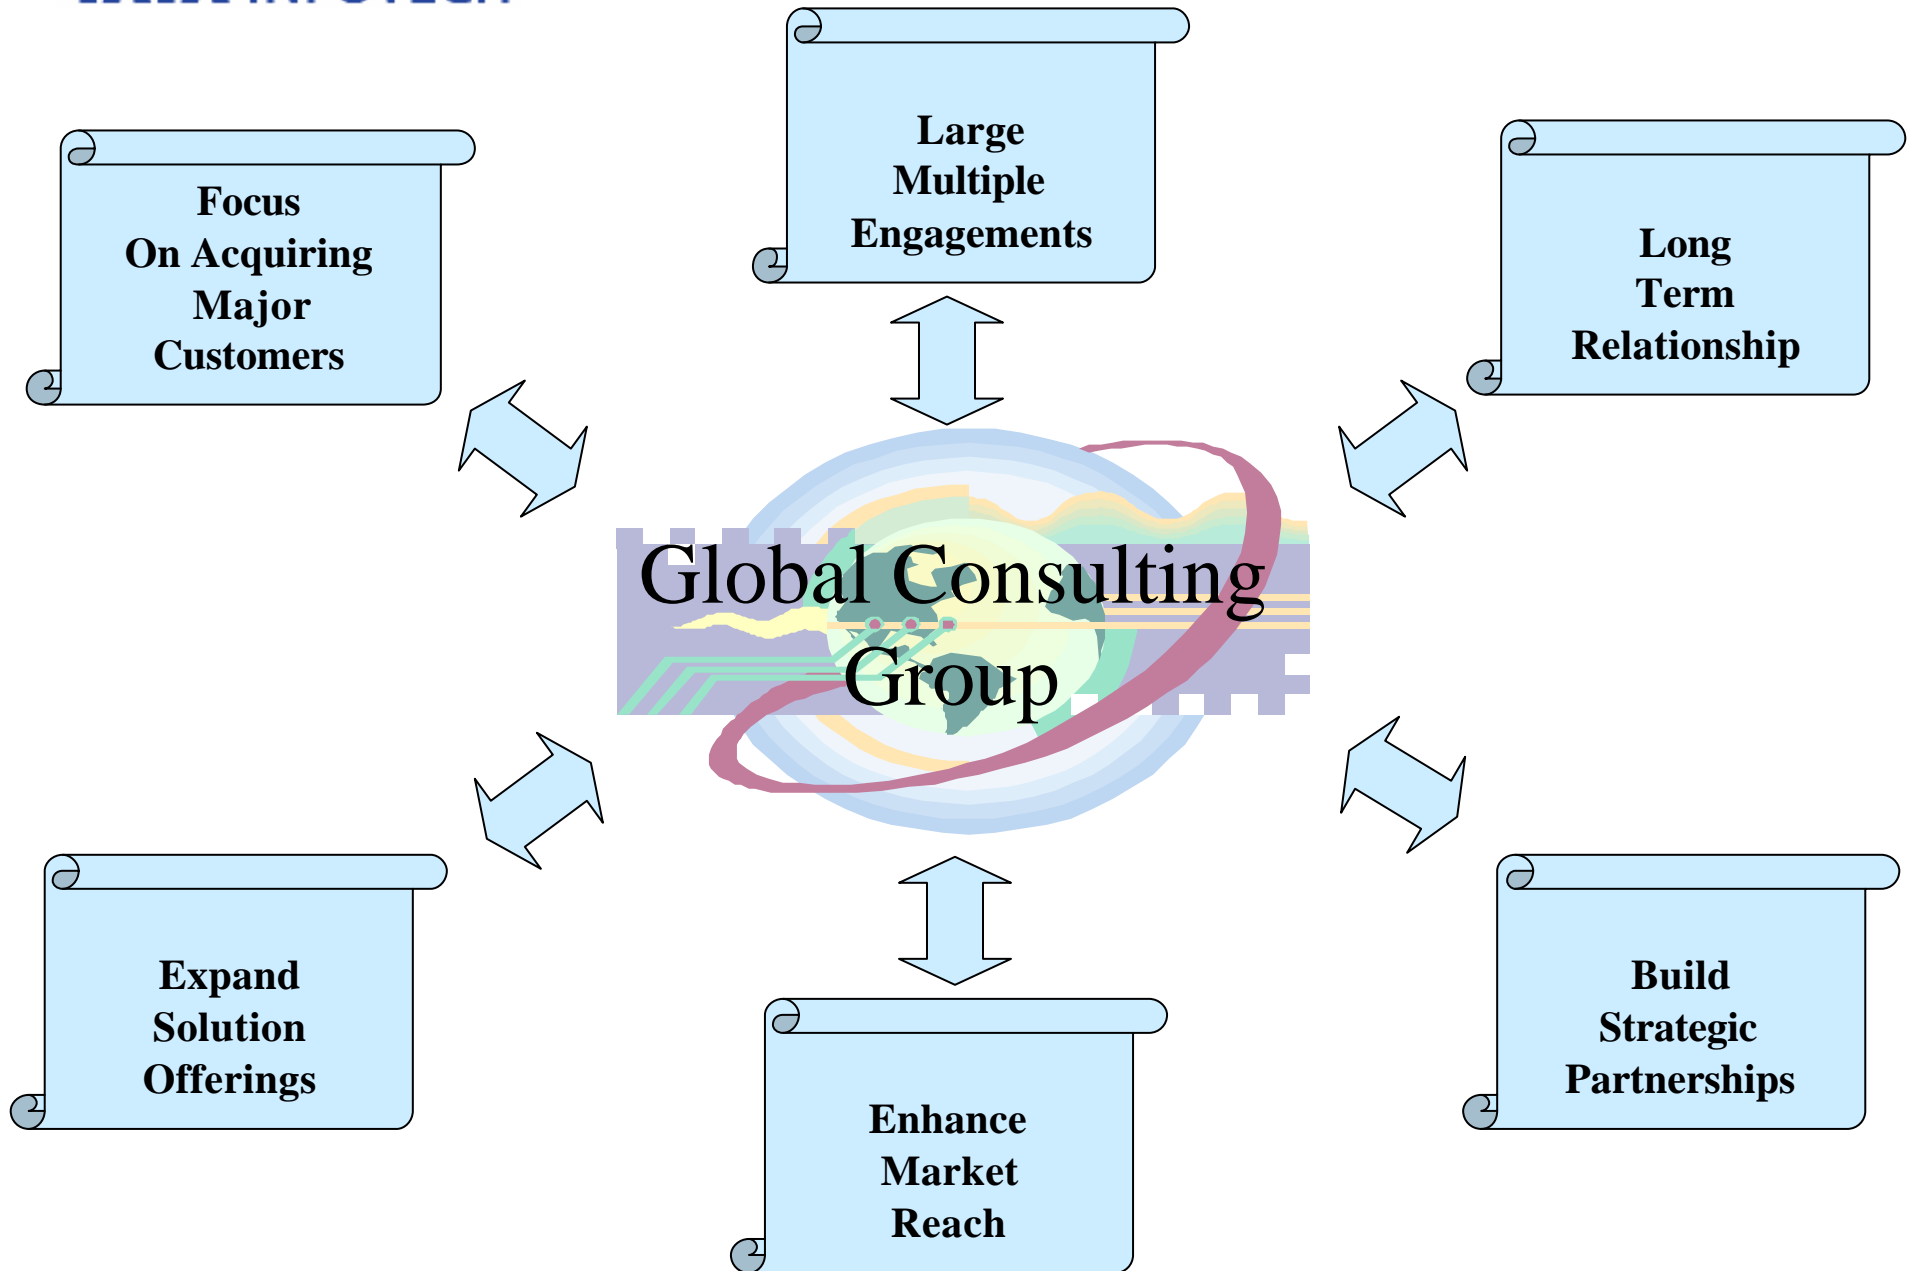 INFOTECH
Large
Multiple
Engagements
Focus
On Acquiring
Major
Customers
Long
Term
Relationship
Global Consulting
Group
Expand
Solution
Offerings
Build
Strategic
Partnerships
Enhance
Market
Reach